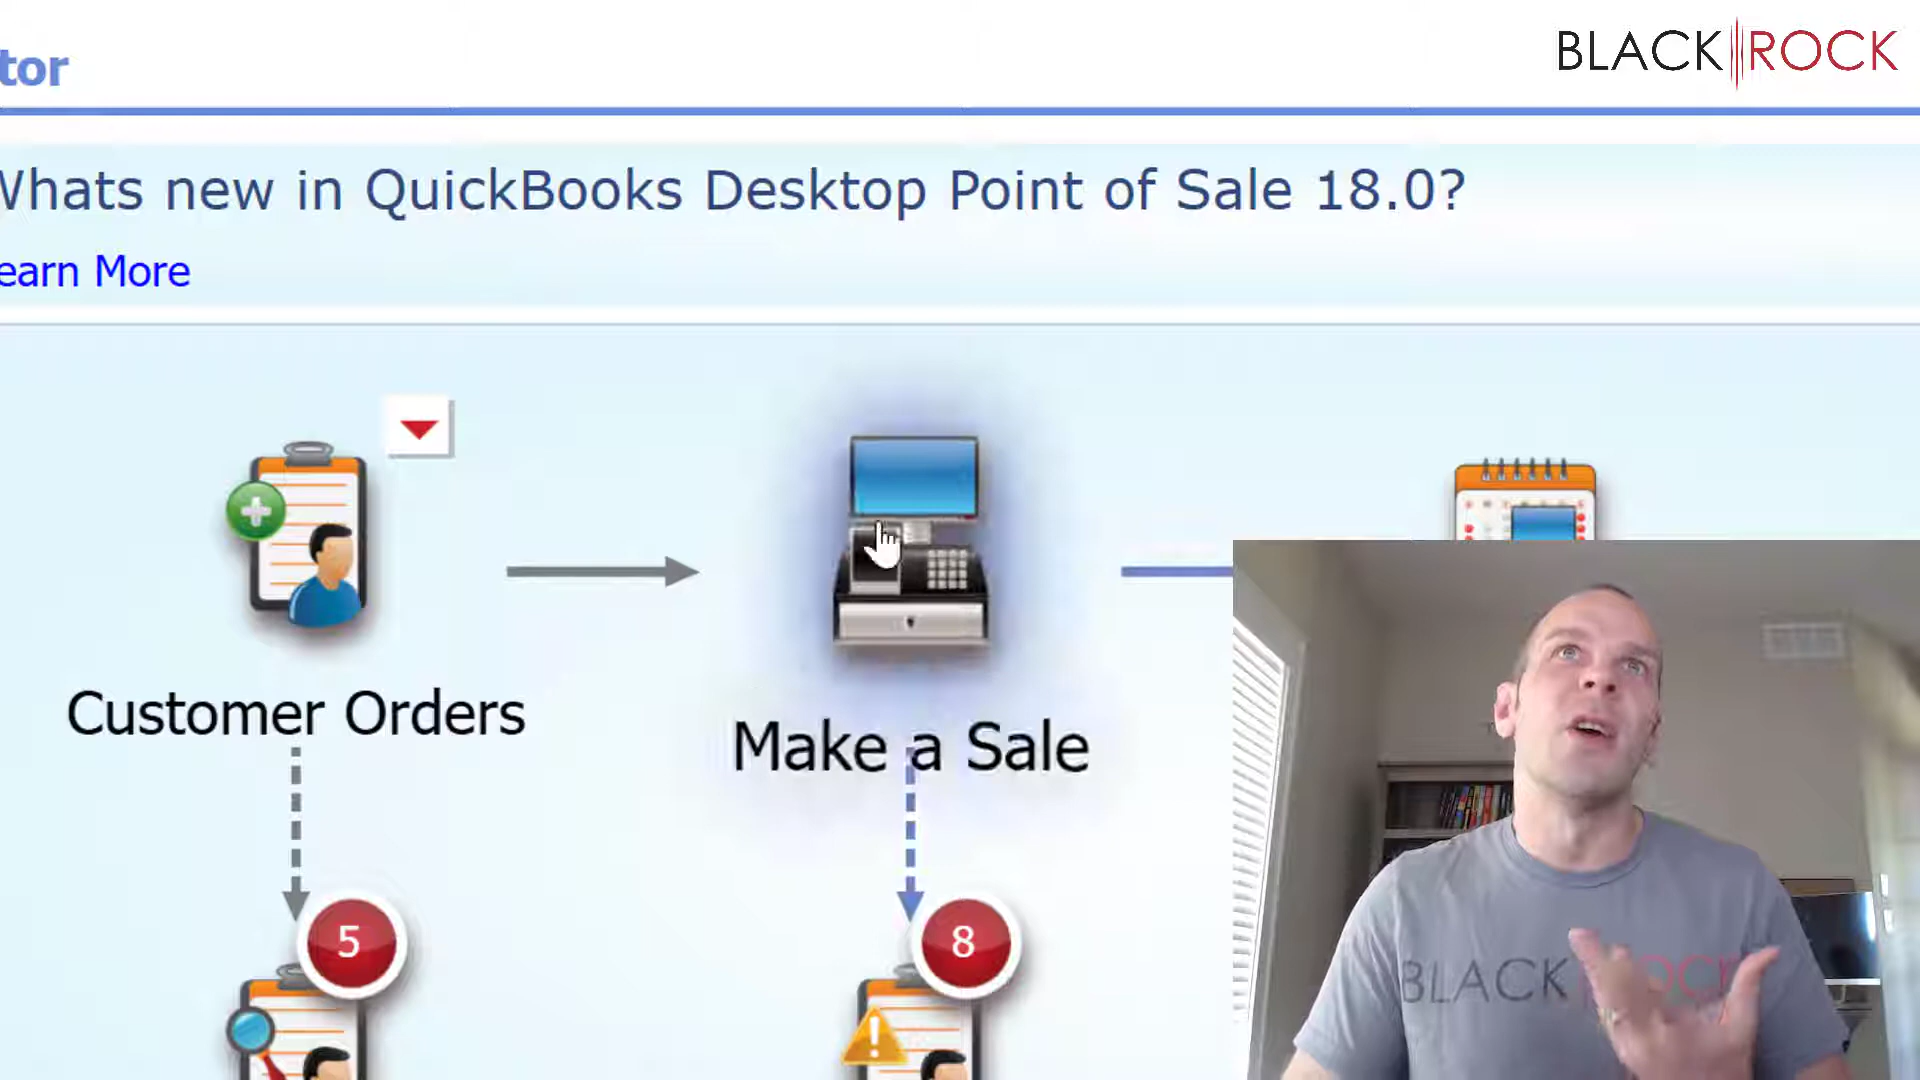 BLACK ROCK
tor
Whats new in QuickBooks Desktop Point of Sale 18.0?
earn More
Customer Orders
Make a Sale
5
8
BLACK ROCK